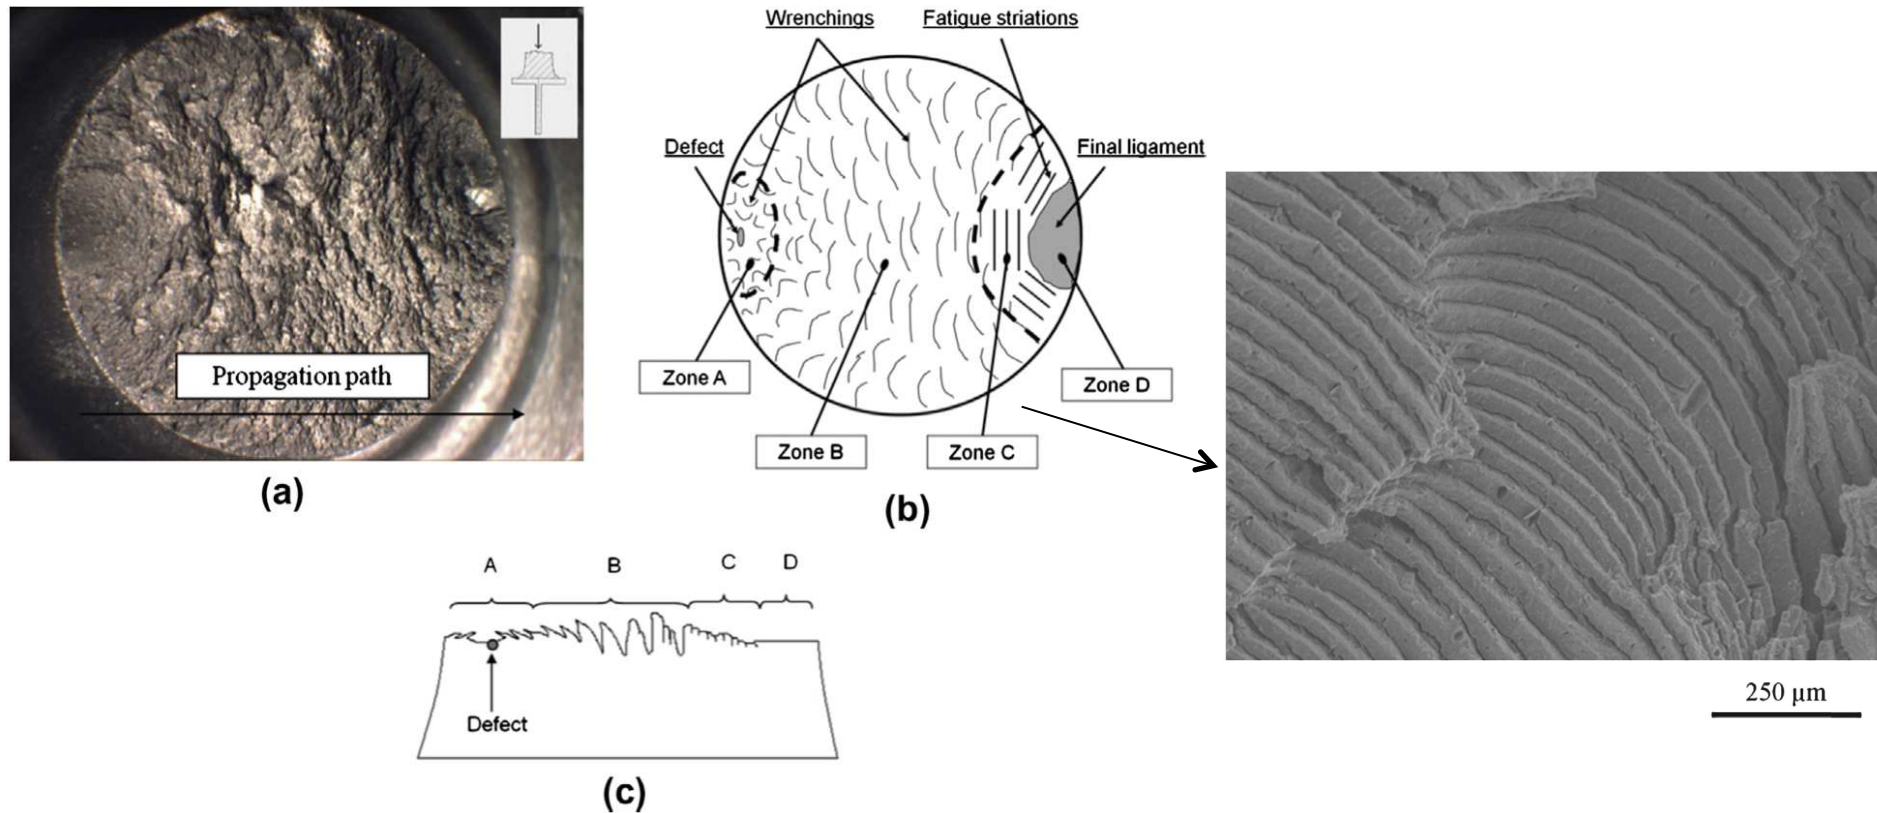 Propagation path
(a)
Wrenchings
Fatigue striations
Defect
Final ligament
Zone A
Zone D
Zone B
Zone C
(b)
250 µm
A
B
C
D
Defect
(c)